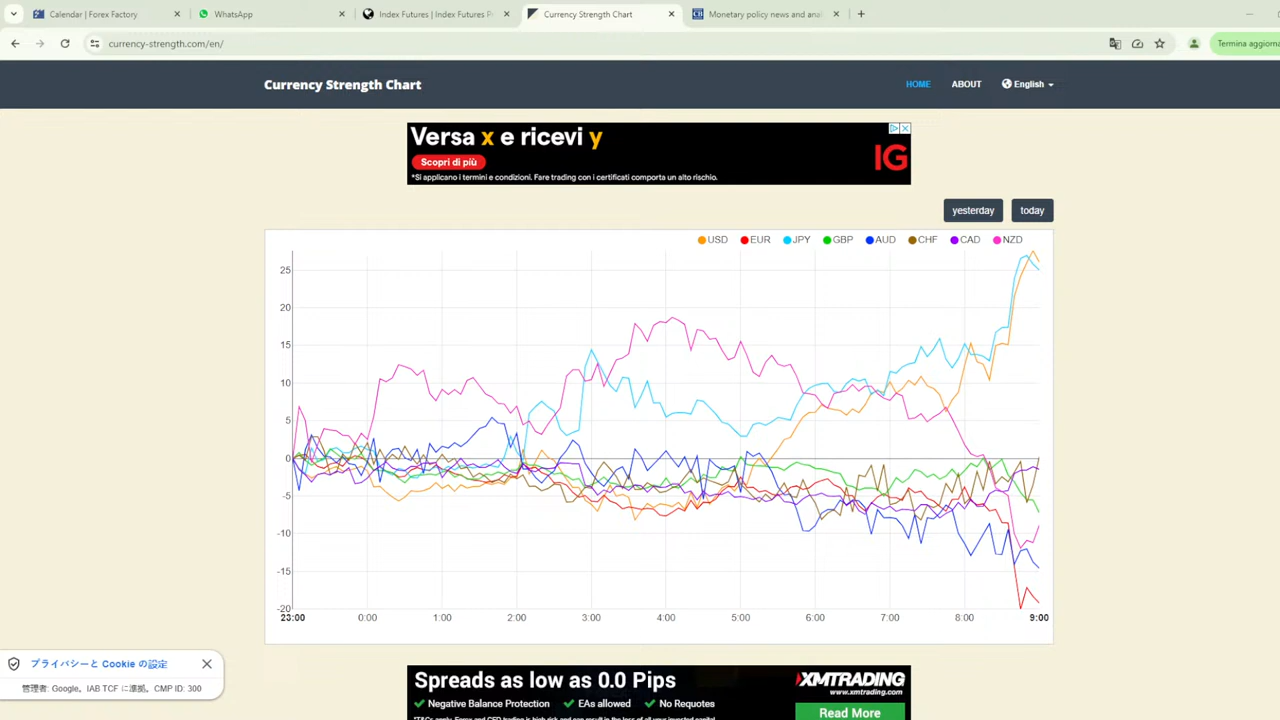 Calendar | Forex Factory
WhatsApp
Index Futures | Index Futures P
Currency Strength Chart
Monetary policy news and anal
currency-strength.com/en/
Termina aggiorna
Currency Strength Chart
HOME
ABOUT
English
Versa x e ricevi y
Scopri di più
*Si applicano i termini e condizioni. Fare trading con i certificati comporta un alto rischio.
IG
yesterday
today
USD EUR JPY GBP AUD CHF CAD NZD
25
20
15
10
5
0
-5
-10
-15
-20
23:00 0:00 1:00 2:00 3:00 4:00 5:00 6:00 7:00 8:00 9:00
プライバシーと Cookie の設定
管理者: Google。IAB TCF に準拠。CMP ID: 300
Spreads as low as 0.0 Pips
Negative Balance Protection EAs allowed No Requotes
XMTRADING
www.xmtrading.com
Read More